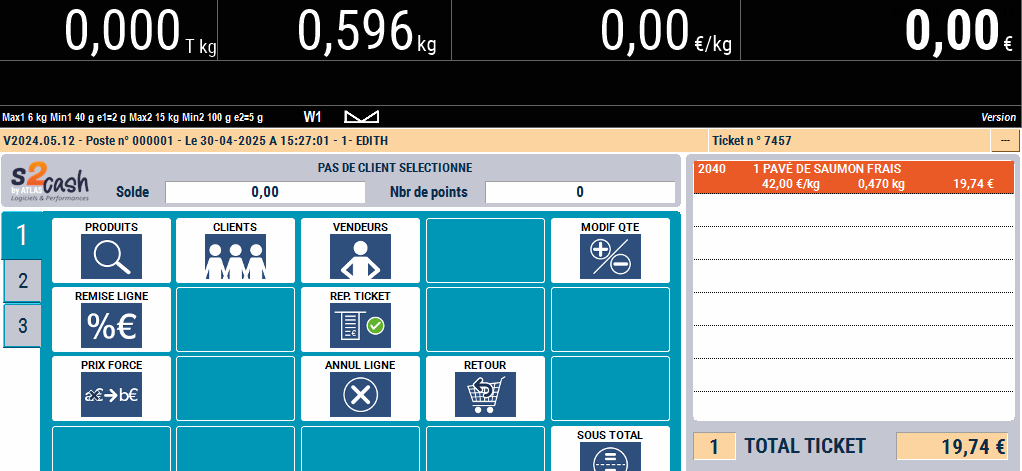 0,000 T kg 0,596 kg 0,00 €/kg 0,00 €
Max1 6 kg Min1 40 g e1=2 g Max2 15 kg Min2 100 g e2=5 g W1 Version
V2024.05.12 - Poste n° 000001 - Le 30-04-2025 A 15:27:01 - 1- EDITH Ticket n ° 7457 ---
s2cash
by ATLAS
Logiciels & Performances
PAS DE CLIENT SELECTIONNE
Solde 0,00 Nbr de points 0
2040 1 PAVÉ DE SAUMON FRAIS
42,00 €/kg 0,470 kg 19,74 €
1
2
3
PRODUITS CLIENTS VENDEURS MODIF QTE
REMISE LIGNE REP. TICKET
%€ €
PRIX FORCE ANNUL LIGNE RETOUR
a€→b€
SOUS TOTAL
1 TOTAL TICKET 19,74 €